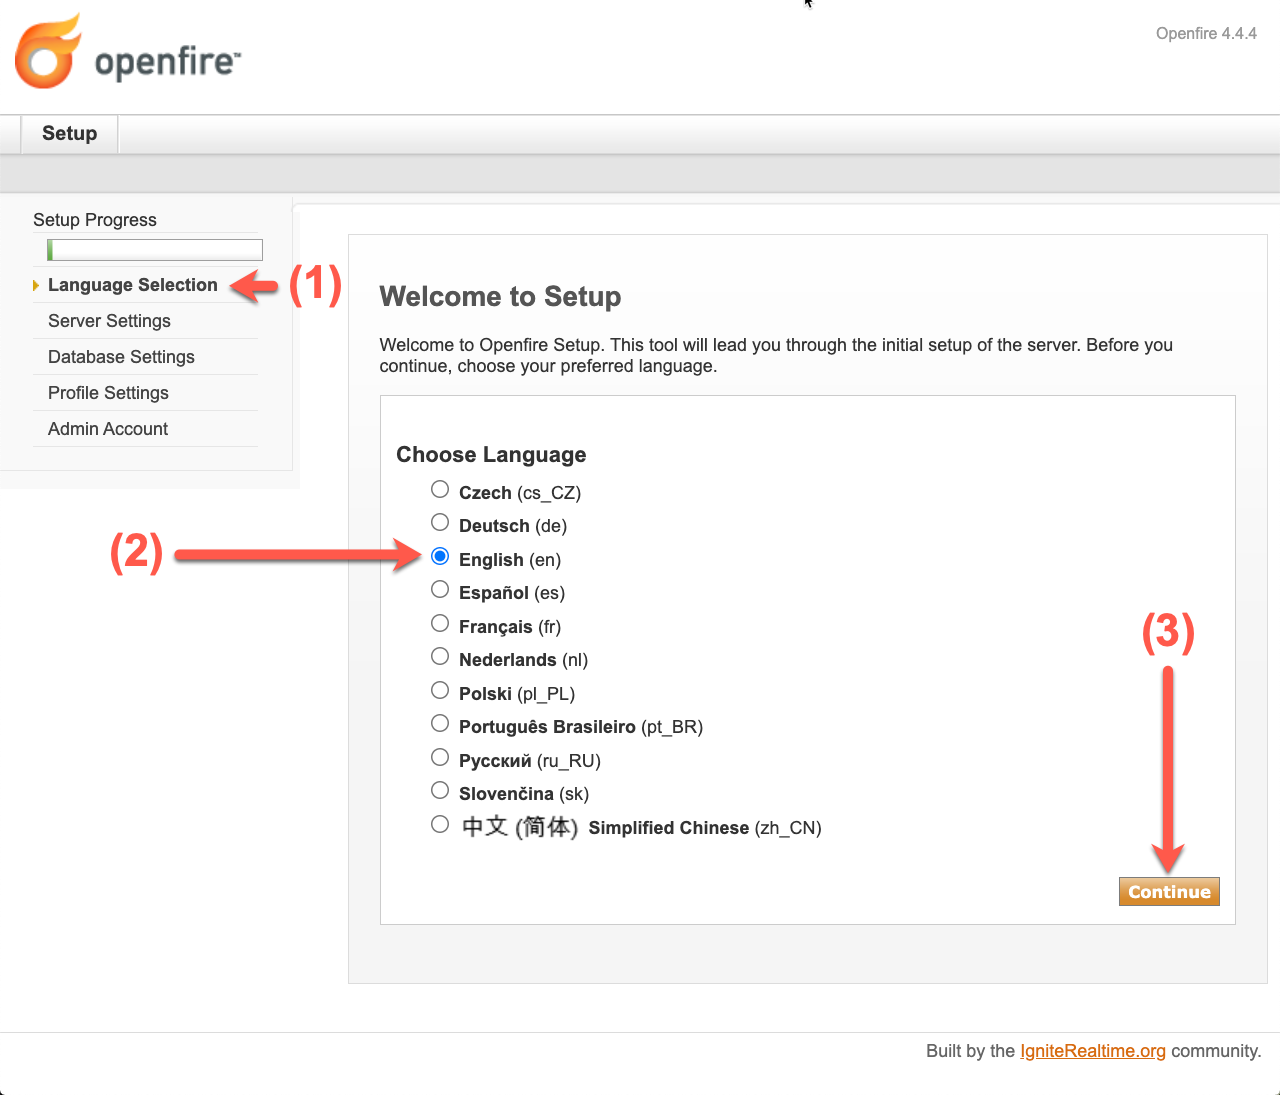 openfire™
Openfire 4.4.4
Setup
Setup Progress
Language Selection
(1)
Server Settings
Database Settings
Profile Settings
Admin Account
Welcome to Setup
Welcome to Openfire Setup. This tool will lead you through the initial setup of the server. Before you
continue, choose your preferred language.
Choose Language
Czech (cs_CZ)
Deutsch (de)
(2)
English (en)
Español (es)
Français (fr)
Nederlands (nl)
Polski (pl_PL)
Português Brasileiro (pt_BR)
Русский (ru_RU)
Slovenčina (sk)
中文 (简体) Simplified Chinese (zh_CN)
(3)
Continue
Built by the IgniteRealtime.org community.